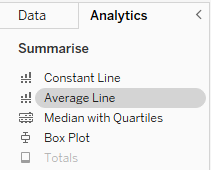 Data Analytics
Summarise
Constant Line
Average Line
Median with Quartiles
Box Plot
Totals